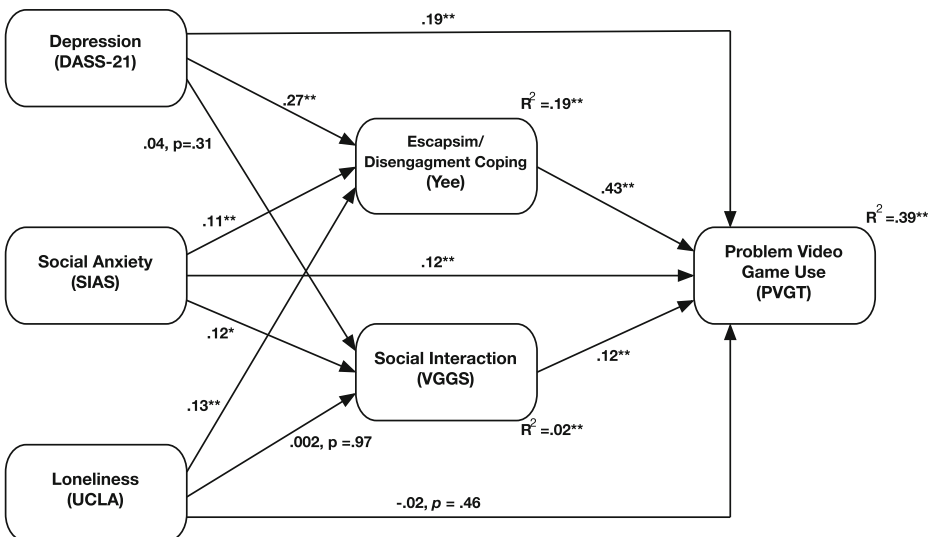 .19**
Depression
(DASS-21)
.27**
R2 =.19**
.04, p=.31
Escapsim/
Disengagment Coping
(Yee)
.43**
.11**
R2 =.39**
Social Anxiety
(SIAS)
.12**
Problem Video
Game Use
(PVGT)
.12*
Social Interaction
(VGGS)
.12**
.13**
R2 =.02**
.002, p =.97
Loneliness
(UCLA)
-.02, p = .46